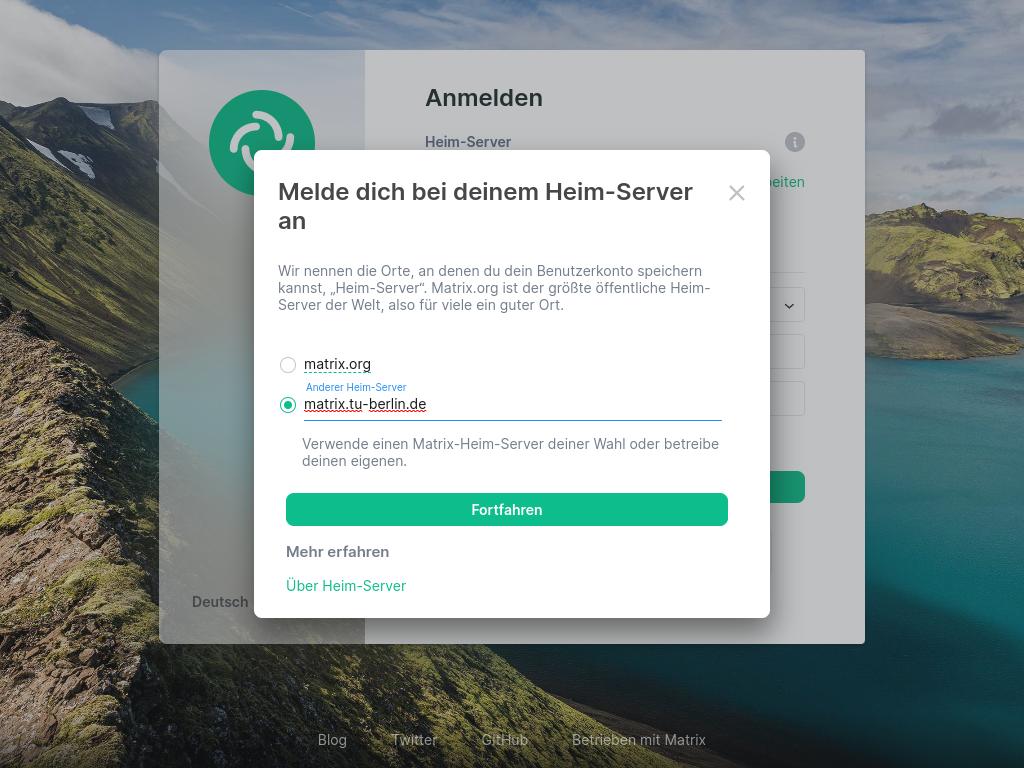 Anmelden
Heim-Server
Melde dich bei deinem Heim-Server
an
Wir nennen die Orte, an denen du dein Benutzerkonto speichern
kannst, „Heim-Server“. Matrix.org ist der größte öffentliche Heim-
Server der Welt, also für viele ein guter Ort.
matrix.org
Anderer Heim-Server
matrix.tu-berlin.de
Verwende einen Matrix-Heim-Server deiner Wahl oder betreibe
deinen eigenen.
Fortfahren
Mehr erfahren
Über Heim-Server
Deutsch
Blog Twitter GitHub Betrieben mit Matrix